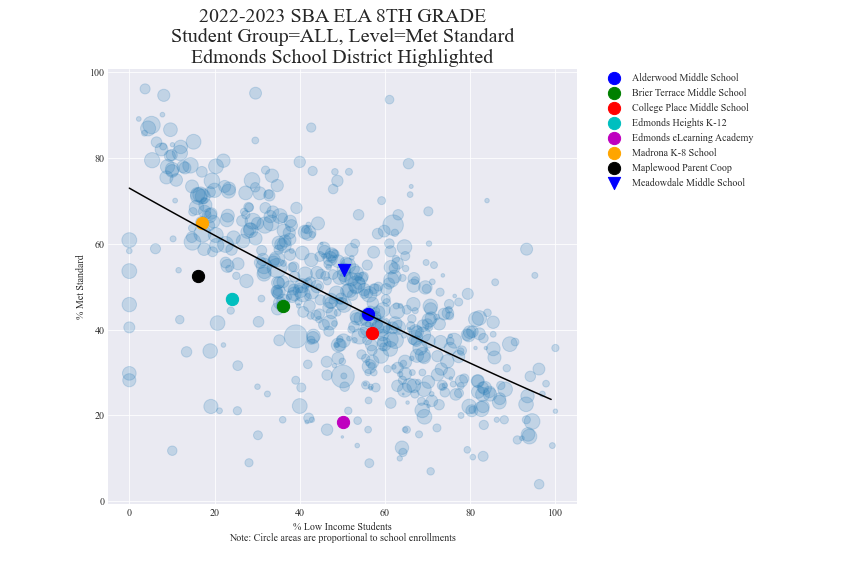 2022-2023 SBA ELA 8TH GRADE
Student Group=ALL, Level=Met Standard
Edmonds School District Highlighted
100
80
60
40
20
0
% Met Standard
0 20 40 60 80 100
% Low Income Students
Note: Circle areas are proportional to school enrollments
Alderwood Middle School
Brier Terrace Middle School
College Place Middle School
Edmonds Heights K-12
Edmonds eLearning Academy
Madrona K-8 School
Maplewood Parent Coop
Meadowdale Middle School